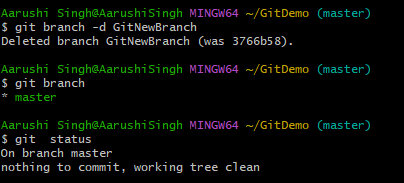 Aarushi Singh@AarushiSingh MINGW64 ~/GitDemo (master)
$ git branch -d GitNewBranch
Deleted branch GitNewBranch (was 3766b58).
Aarushi Singh@AarushiSingh MINGW64 ~/GitDemo (master)
$ git branch
* master
Aarushi Singh@AarushiSingh MINGW64 ~/GitDemo (master)
$ git  status
On branch master
nothing to commit, working tree clean